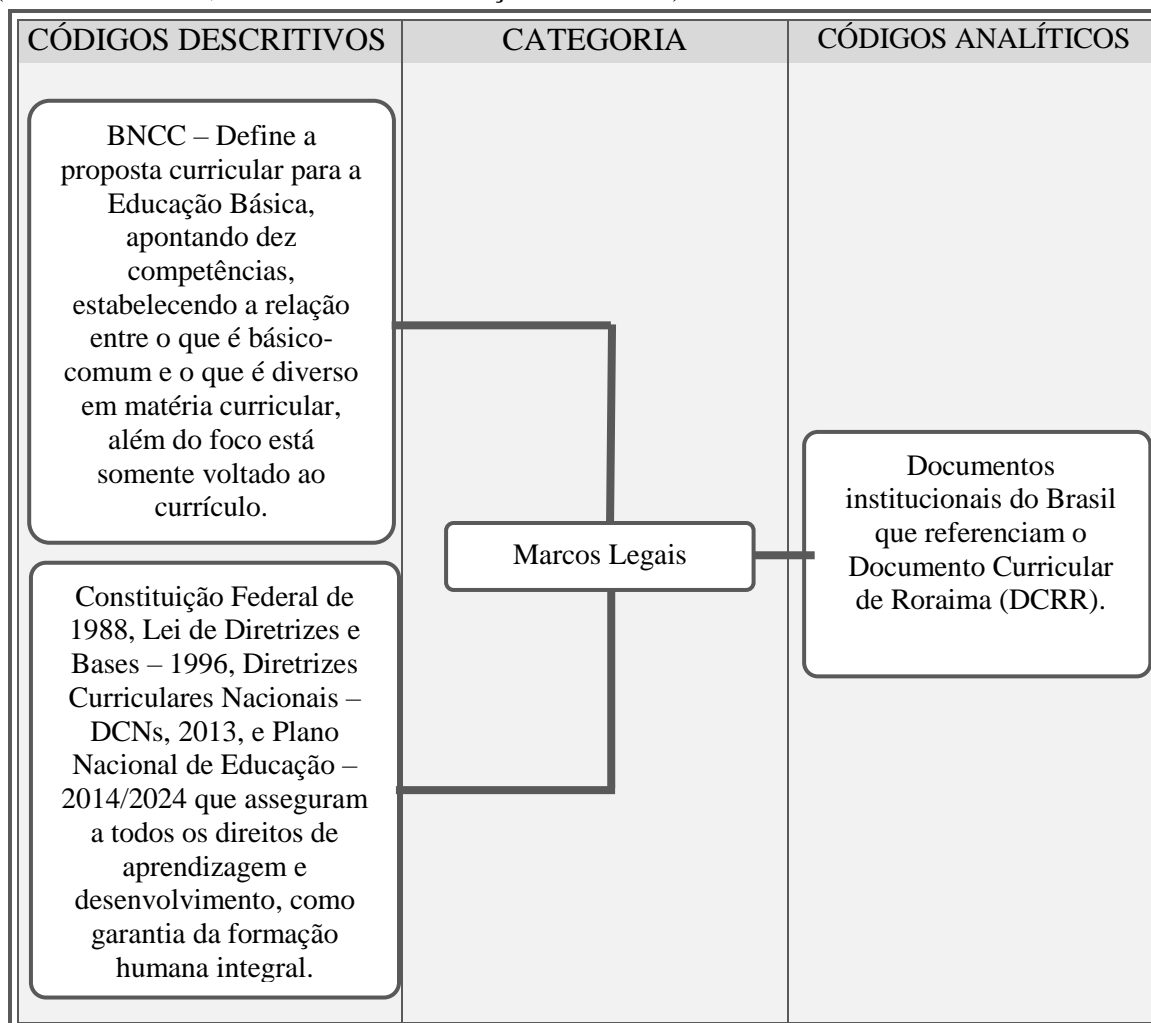 CÓDIGOS DESCRITIVOS
CATEGORIA
CÓDIGOS ANALÍTICOS
BNCC – Define a
proposta curricular para a
Educação Básica,
apontando dez
competências,
estabelecendo a relação
entre o que é básico-
comum e o que é diverso
em matéria curricular,
além do foco está
somente voltado ao
currículo.
Constituição Federal de
1988, Lei de Diretrizes e
Bases – 1996, Diretrizes
Curriculares Nacionais –
DCNs, 2013, e Plano
Nacional de Educação –
2014/2024 que asseguram
a todos os direitos de
aprendizagem e
desenvolvimento, como
garantia da formação
humana integral.
Marcos Legais
Documentos
institucionais do Brasil
que referenciam o
Documento Curricular
de Roraima (DCRR).